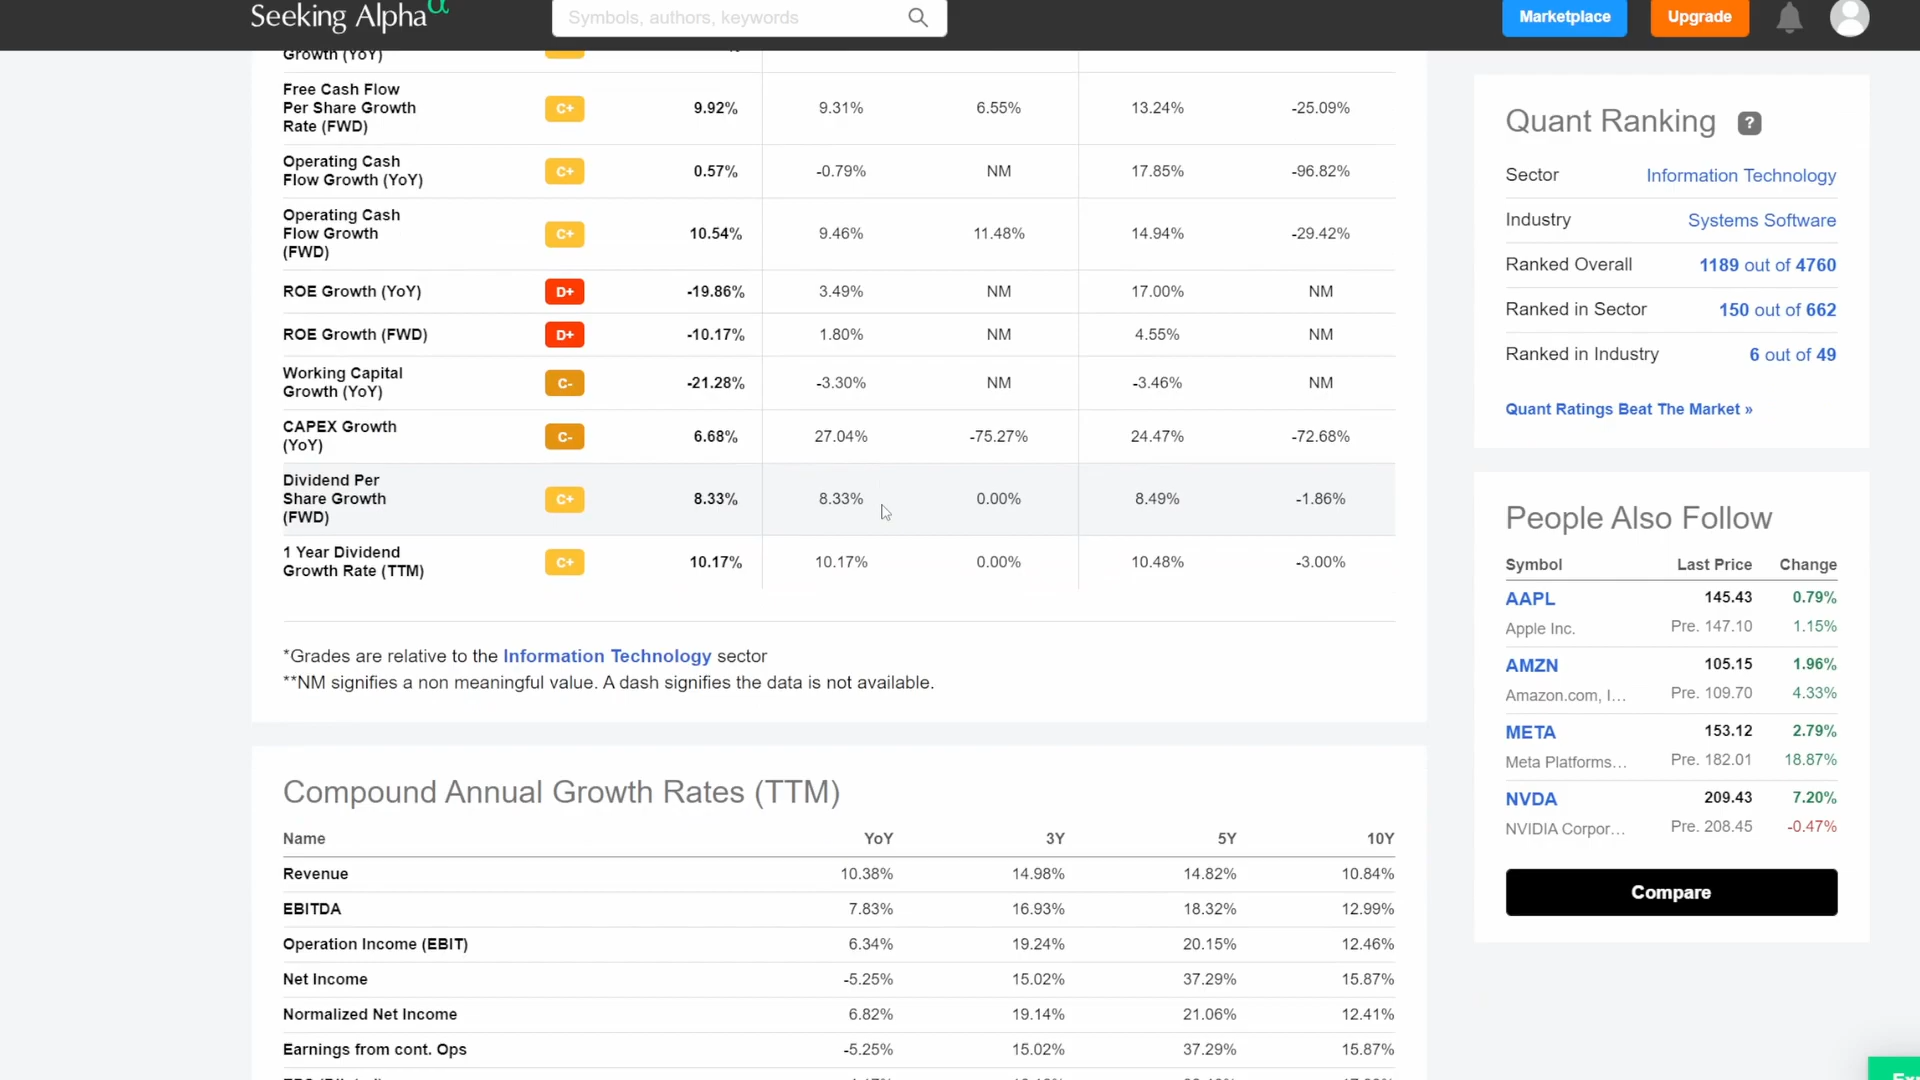 Seeking Alpha α
Symbols, authors, keywords
Marketplace
Upgrade
Growth (YoY)
Free Cash Flow
Per Share Growth
Rate (FWD)
C+ 9.92% 9.31% 6.55% 13.24% -25.09%
Operating Cash
Flow Growth (YoY)
C+ 0.57% -0.79% NM 17.85% -96.82%
Operating Cash
Flow Growth
(FWD)
C+ 10.54% 9.46% 11.48% 14.94% -29.42%
ROE Growth (YoY) D+ -19.86% 3.49% NM 17.00% NM
ROE Growth (FWD) D+ -10.17% 1.80% NM 4.55% NM
Working Capital
Growth (YoY)
C- -21.28% -3.30% NM -3.46% NM
CAPEX Growth
(YoY)
C- 6.68% 27.04% -75.27% 24.47% -72.68%
Dividend Per
Share Growth
(FWD)
C+ 8.33% 8.33% 0.00% 8.49% -1.86%
1 Year Dividend
Growth Rate (TTM)
C+ 10.17% 10.17% 0.00% 10.48% -3.00%
*Grades are relative to the Information Technology sector
**NM signifies a non meaningful value. A dash signifies the data is not available.
Compound Annual Growth Rates (TTM)
Name YoY 3Y 5Y 10Y
Revenue 10.38% 14.98% 14.82% 10.84%
EBITDA 7.83% 16.93% 18.32% 12.99%
Operation Income (EBIT) 6.34% 19.24% 20.15% 12.46%
Net Income -5.25% 15.02% 37.29% 15.87%
Normalized Net Income 6.82% 19.14% 21.06% 12.41%
Earnings from cont. Ops -5.25% 15.02% 37.29% 15.87%
Quant Ranking ?
Sector Information Technology
Industry Systems Software
Ranked Overall 1189 out of 4760
Ranked in Sector 150 out of 662
Ranked in Industry 6 out of 49
Quant Ratings Beat The Market »
People Also Follow
Symbol Last Price Change
AAPL 145.43 0.79%
Apple Inc. Pre. 147.10 1.15%
AMZN 105.15 1.96%
Amazon.com, I... Pre. 109.70 4.33%
META 153.12 2.79%
Meta Platforms... Pre. 182.01 18.87%
NVDA 209.43 7.20%
NVIDIA Corpor... Pre. 208.45 -0.47%
Compare